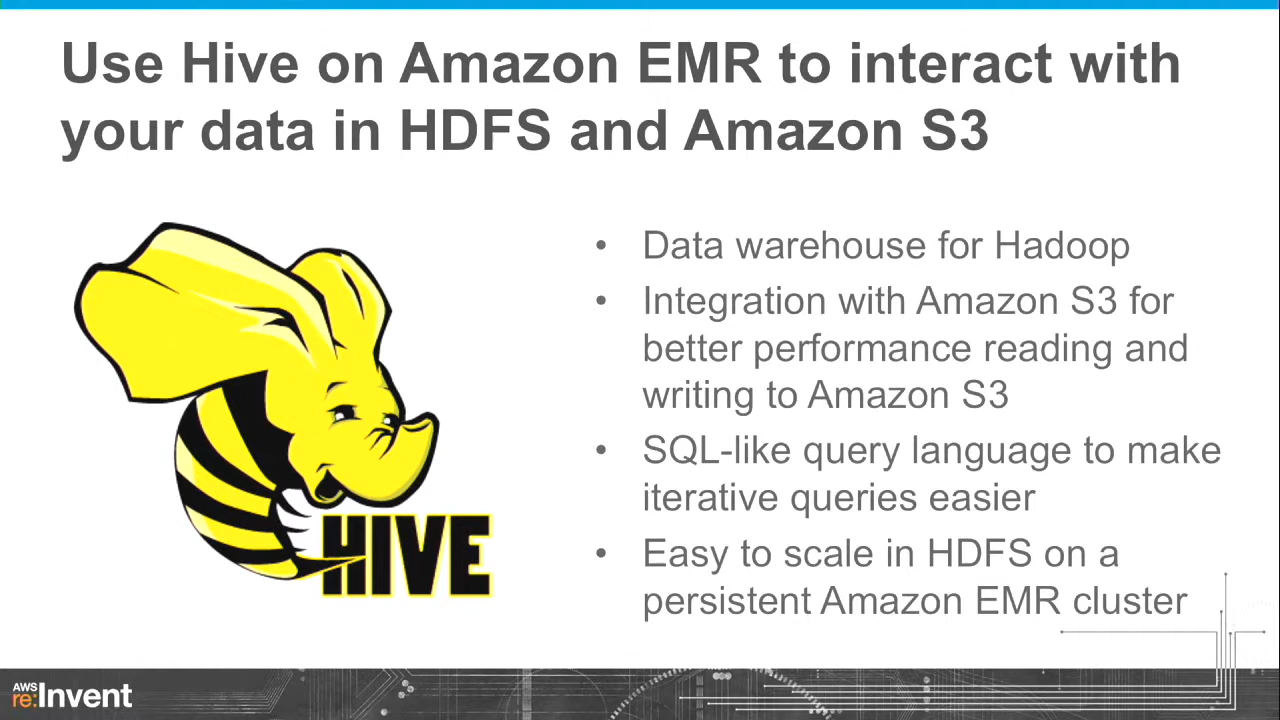 Use Hive on Amazon EMR to interact with
your data in HDFS and Amazon S3
• Data warehouse for Hadoop
• Integration with Amazon S3 for
better performance reading and
writing to Amazon S3
• SQL-like query language to make
iterative queries easier
• Easy to scale in HDFS on a
persistent Amazon EMR cluster
HIVE
AWS
re:Invent